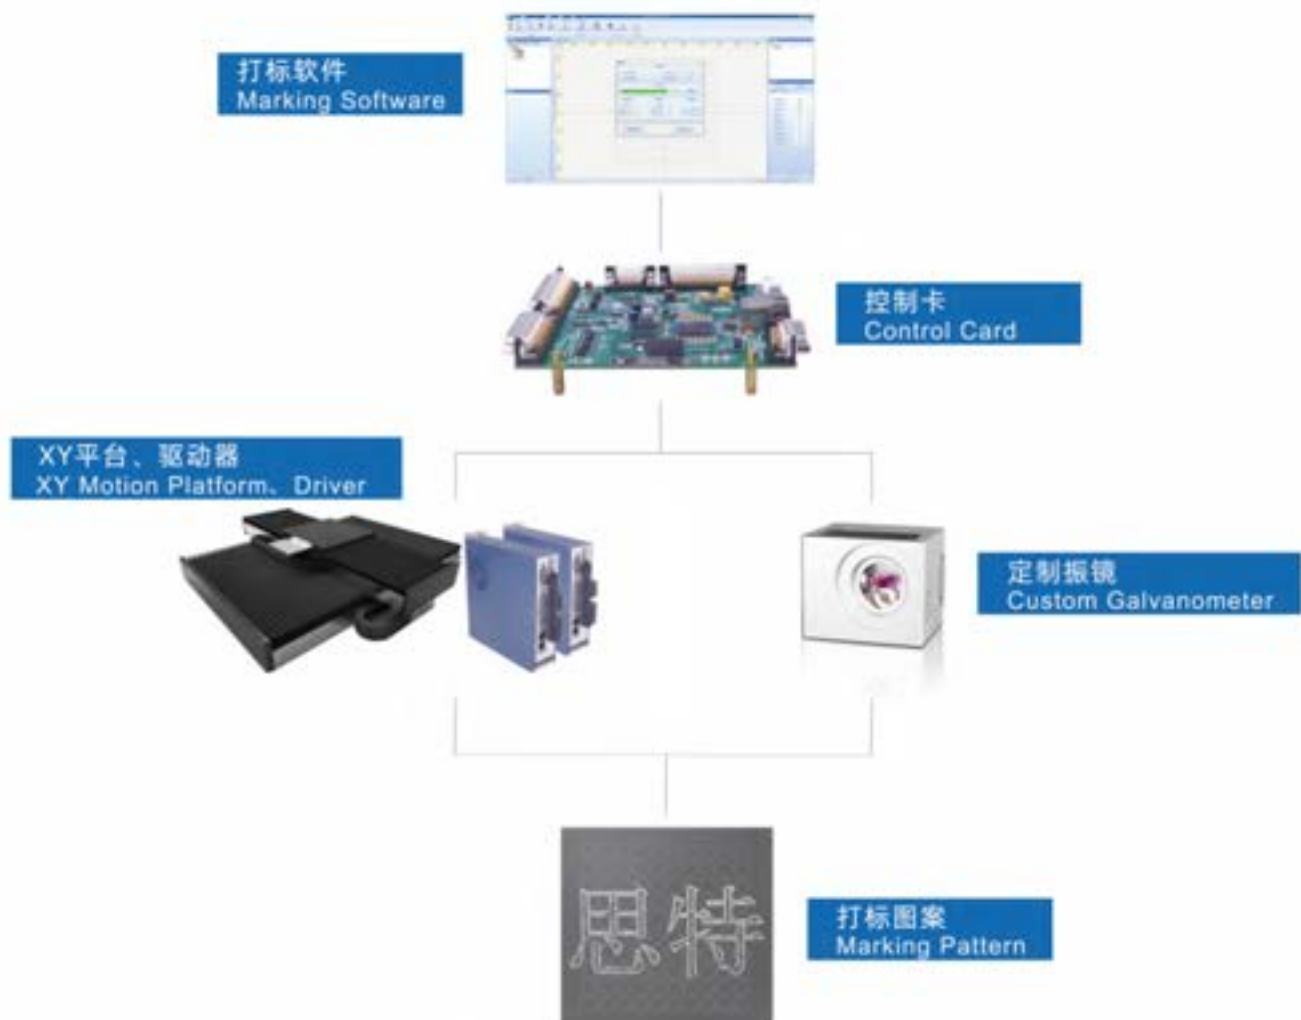 打标软件
Marking Software
控制卡
Control Card
XY平台、驱动器
XY Motion Platform、Driver
定制振镜
Custom Galvanometer
思特
打标图案
Marking Pattern